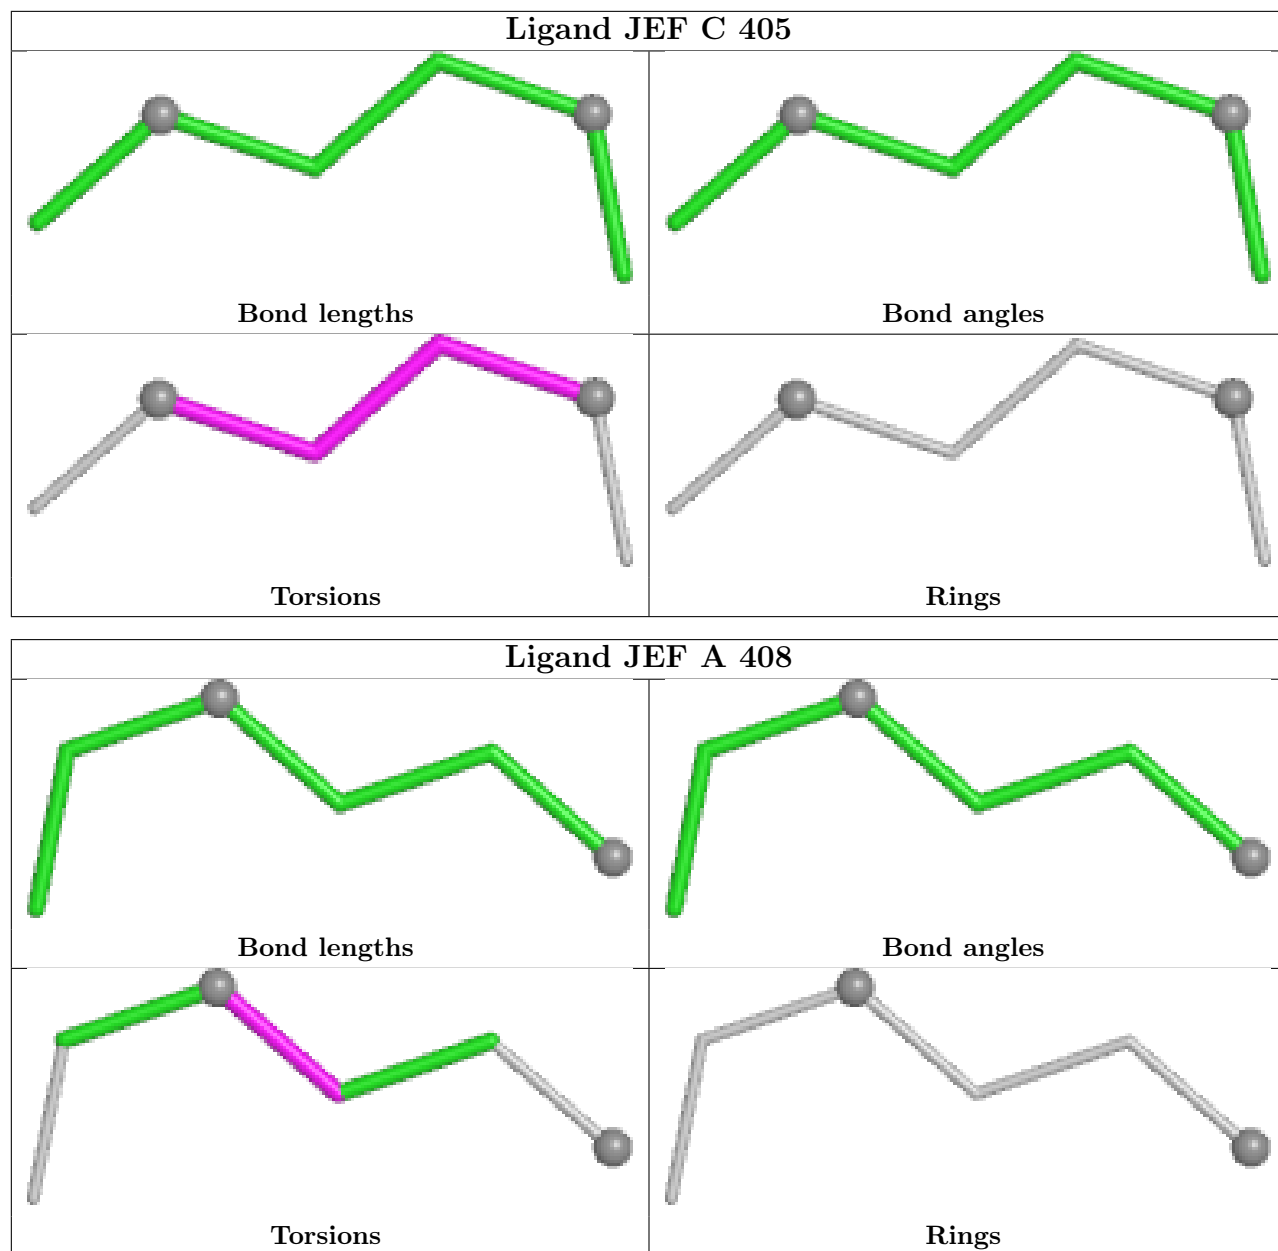 Ligand JEF C 405
Bond lengths
Bond angles
Torsions
Rings
Ligand JEF A 408
Bond lengths
Bond angles
Torsions
Rings